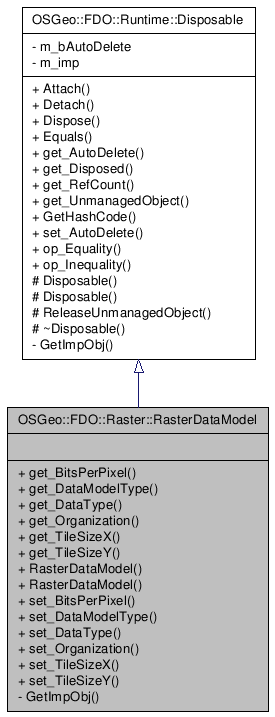 OSGeo::FDO::Runtime::Disposable
- m_bAutoDelete
- m_imp
+ Attach()
+ Detach()
+ Dispose()
+ Equals()
+ get_AutoDelete()
+ get_Disposed()
+ get_RefCount()
+ get_UnmanagedObject()
+ GetHashCode()
+ set_AutoDelete()
+ op_Equality()
+ op_Inequality()
# Disposable()
# Disposable()
# ReleaseUnmanagedObject()
# ~Disposable()
- GetImpObj()
OSGeo::FDO::Raster::RasterDataModel
+ get_BitsPerPixel()
+ get_DataModelType()
+ get_DataType()
+ get_Organization()
+ get_TileSizeX()
+ get_TileSizeY()
+ RasterDataModel()
+ RasterDataModel()
+ set_BitsPerPixel()
+ set_DataModelType()
+ set_DataType()
+ set_Organization()
+ set_TileSizeX()
+ set_TileSizeY()
- GetImpObj()